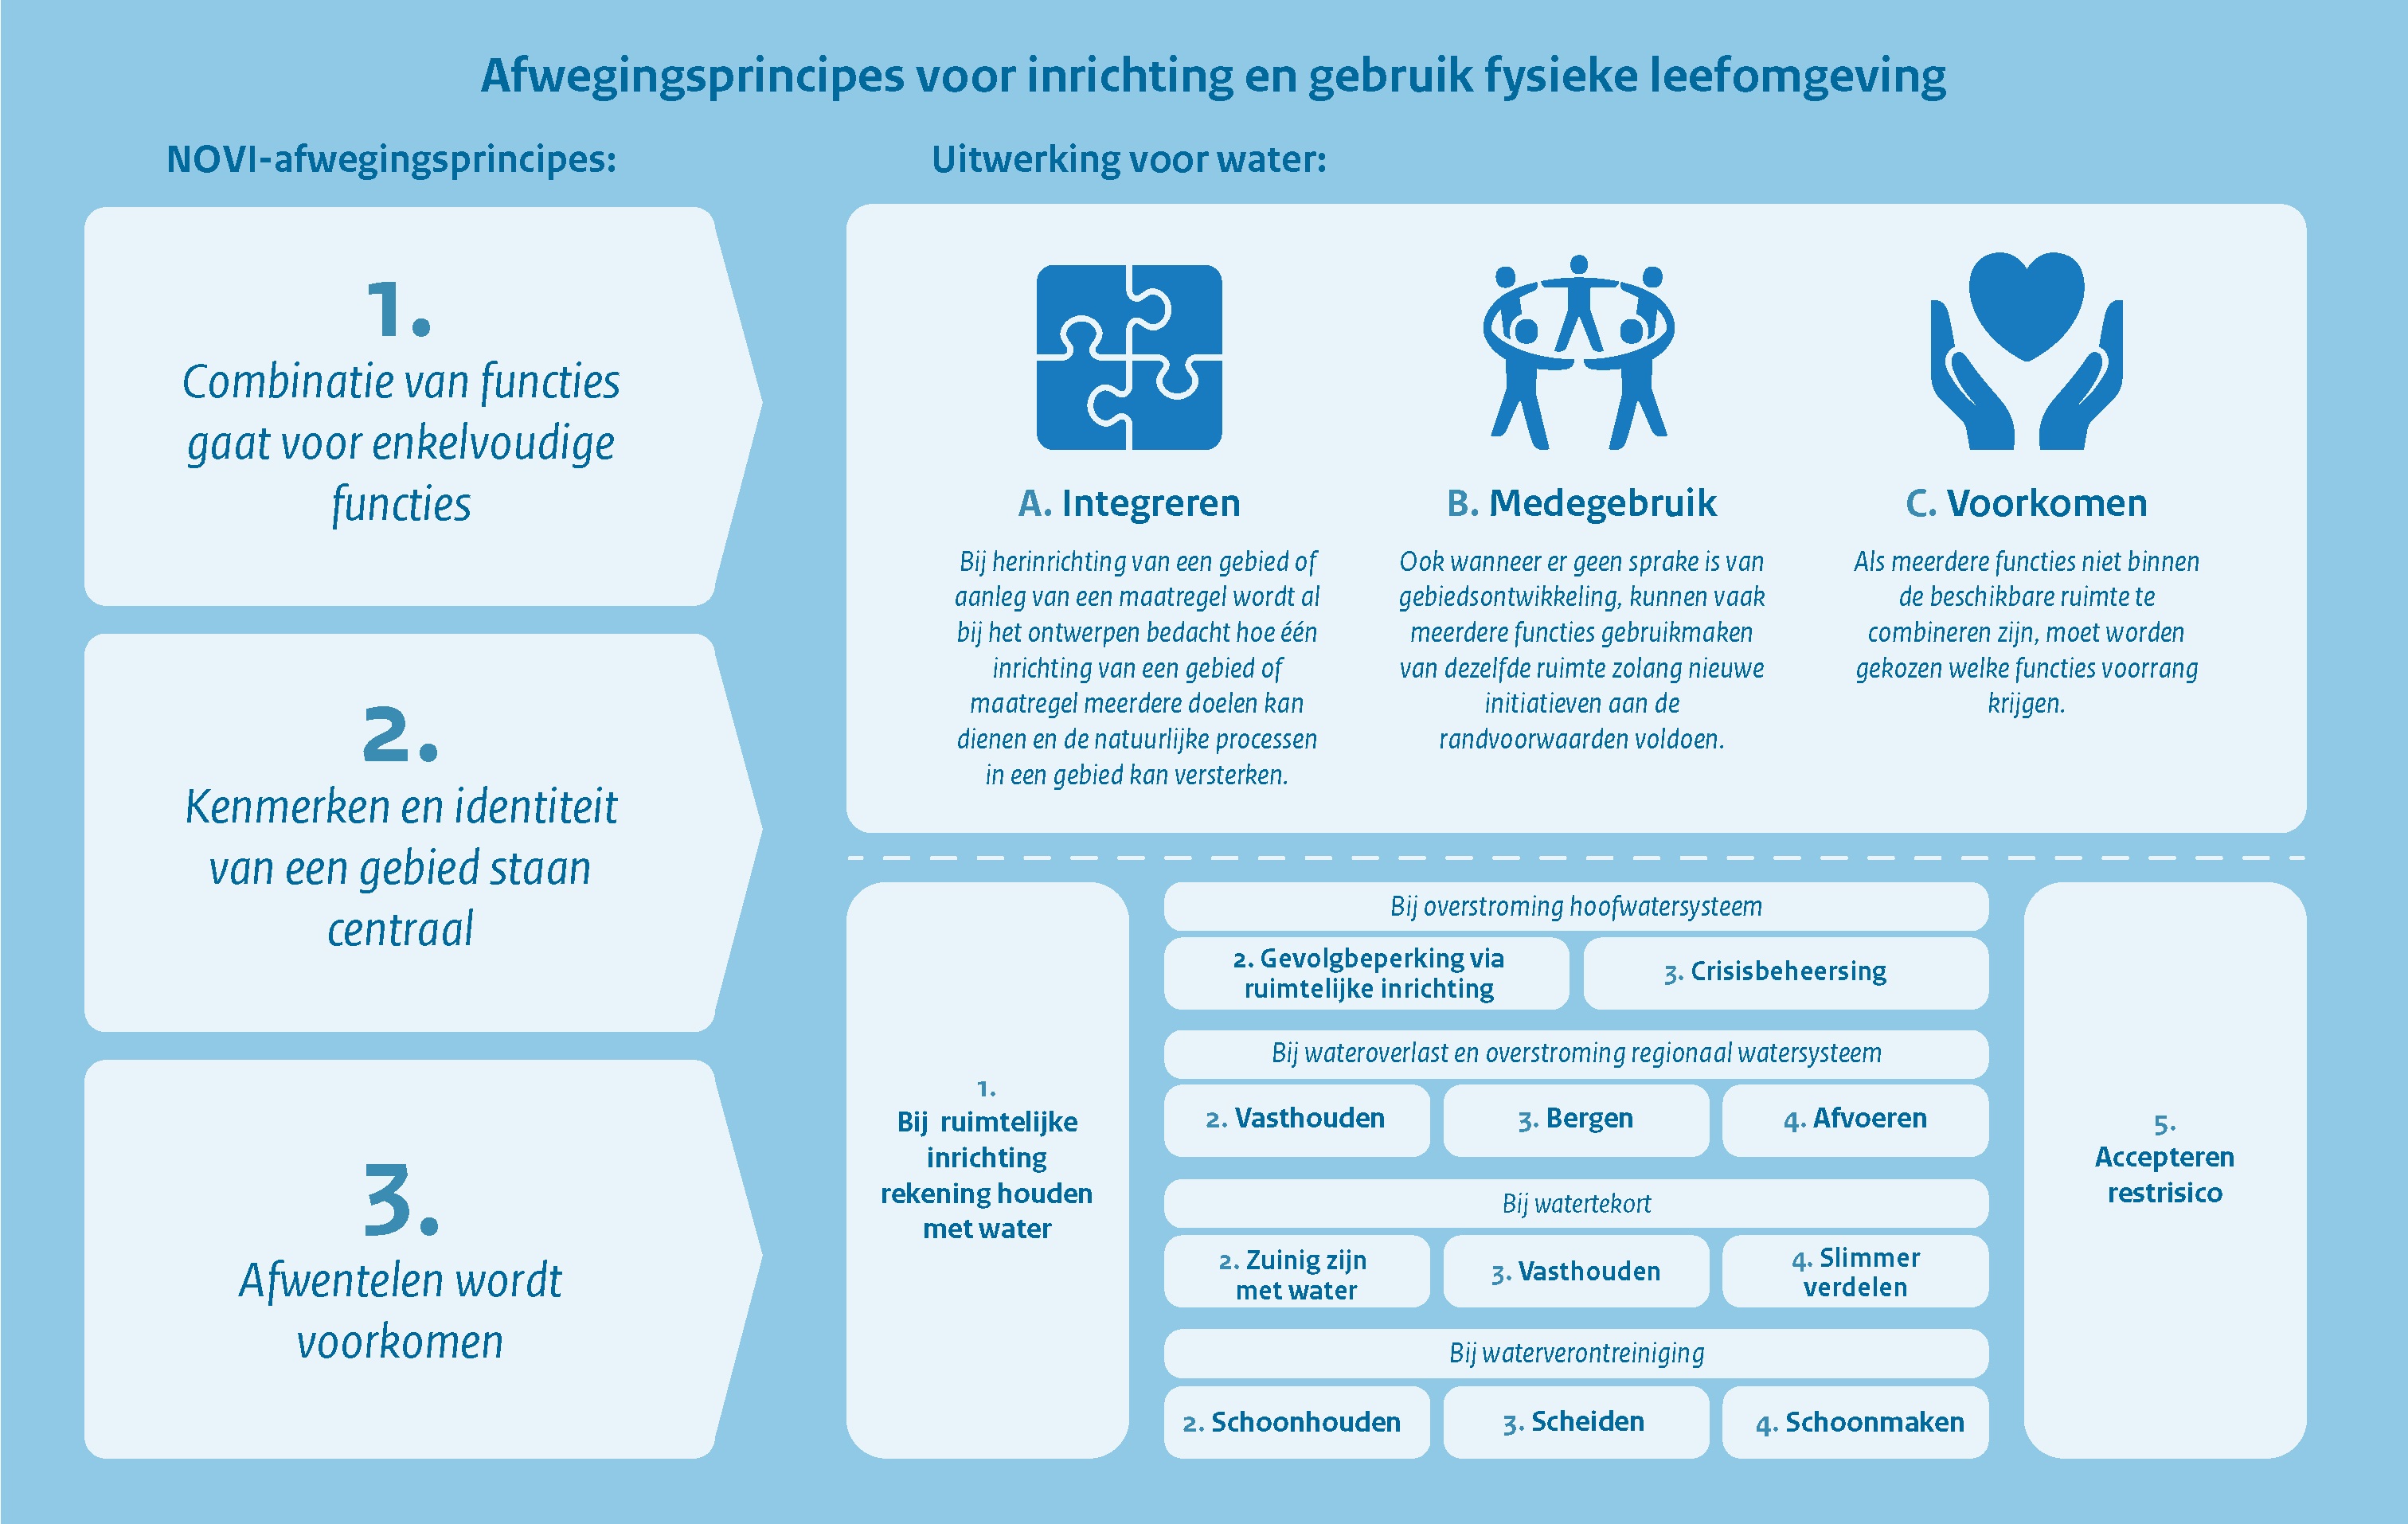 Afwegingsprincipes voor inrichting en gebruik fysieke leefomgeving
NOVI-afwegingsprincipes:
1.
Combinatie van functies
gaat voor enkelvoudige
functies
2.
Kenmerken en identiteit
van een gebied staan
centraal
3.
Afwentelen wordt
voorkomen
Uitwerking voor water:
A. Integreren
Bij herinrichting van een gebied of
aanleg van een maatregel wordt al
bij het ontwerpen bedacht hoe één
inrichting van een gebied of
maatregel meerdere doelen kan
dienen en de natuurlijke processen
in een gebied kan versterken.
B. Medegebruik
Ook wanneer er geen sprake is van
gebiedsontwikkeling, kunnen vaak
meerdere functies gebruikmaken
van dezelfde ruimte zolang nieuwe
initiatieven aan de
randvoorwaarden voldoen.
C. Voorkomen
Als meerdere functies niet binnen
de beschikbare ruimte te
combineren zijn, moet worden
gekozen welke functies voorrang
krijgen.
1.
Bij ruimtelijke
inrichting
rekening houden
met water
Bij overstroming hoofwatersysteem
2. Gevolgbeperking via
ruimtelijke inrichting
3. Crisisbeheersing
Bij wateroverlast en overstroming regionaal watersysteem
2. Vasthouden
3. Bergen
4. Afvoeren
Bij watertekort
2. Zuinig zijn
met water
3. Vasthouden
4. Slimmer
verdelen
Bij waterverontreiniging
2. Schoonhouden
3. Scheiden
4. Schoonmaken
5.
Accepteren
restrisico